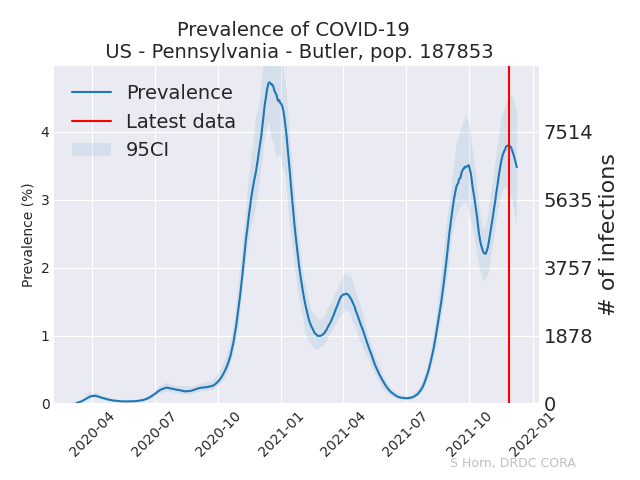 Prevalence of COVID-19
US - Pennsylvania - Butler, pop. 187853
Prevalence
Latest data
95CI
Prevalence (%)
4
3
2
1
0
7514
5635
3757
1878
0
# of infections
2020-04
2020-07
2020-10
2021-01
2021-04
2021-07
2021-10
2022-01
S Horn, DRDC CORA